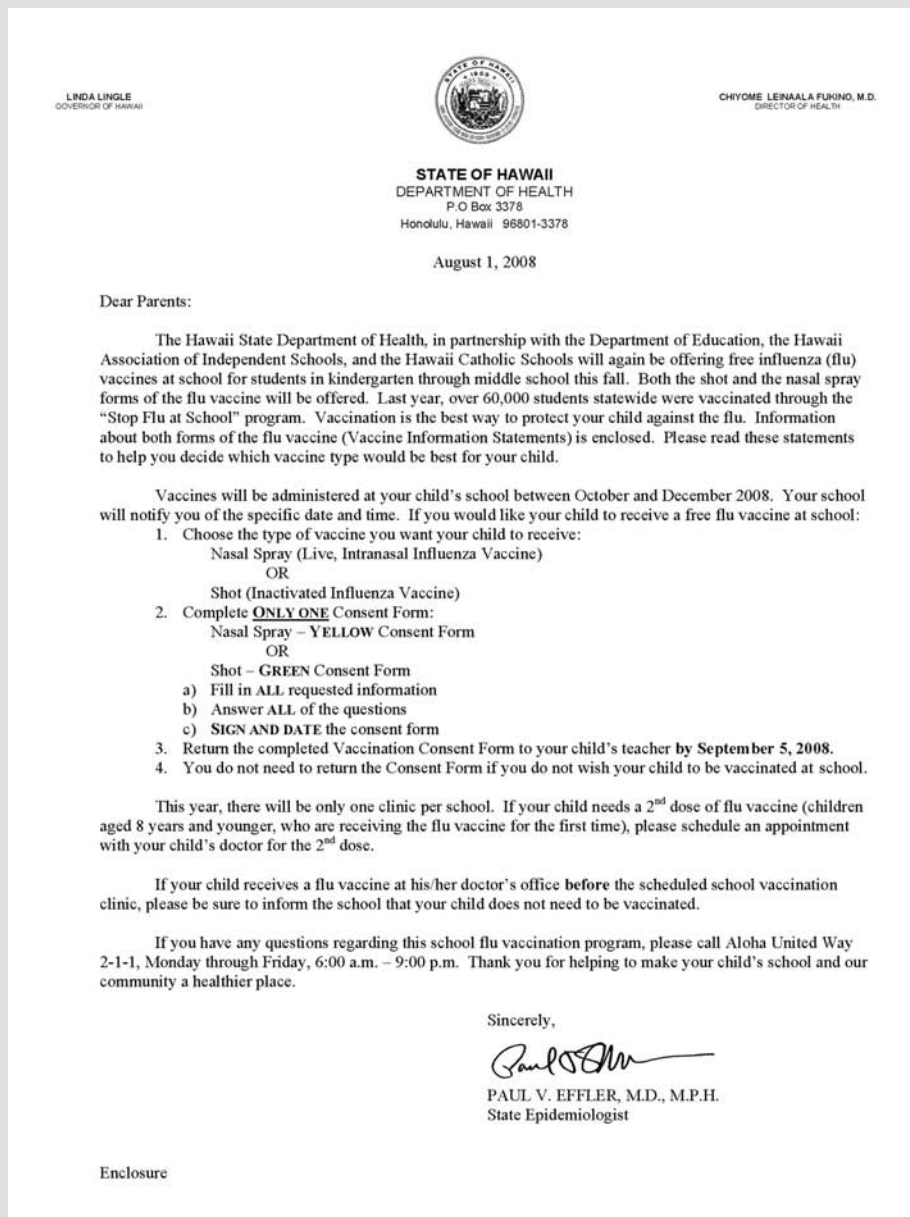 LINDA LINGLE
GOVERNOR OF HAWAII
STATE OF HAWAII
1959
CHIYOME LEINAALA FUKINO, M.D.
DIRECTOR OF HEALTH
STATE OF HAWAII
DEPARTMENT OF HEALTH
P.O Box 3378
Honolulu, Hawaii 96801-3378
August 1, 2008
Dear Parents:
The Hawaii State Department of Health, in partnership with the Department of Education, the Hawaii
Association of Independent Schools, and the Hawaii Catholic Schools will again be offering free influenza (flu)
vaccines at school for students in kindergarten through middle school this fall. Both the shot and the nasal spray
forms of the flu vaccine will be offered. Last year, over 60,000 students statewide were vaccinated through the
“Stop Flu at School” program. Vaccination is the best way to protect your child against the flu. Information
about both forms of the flu vaccine (Vaccine Information Statements) is enclosed. Please read these statements
to help you decide which vaccine type would be best for your child.
Vaccines will be administered at your child’s school between October and December 2008. Your school
will notify you of the specific date and time. If you would like your child to receive a free flu vaccine at school:
1. Choose the type of vaccine you want your child to receive:
Nasal Spray (Live, Intranasal Influenza Vaccine)
OR
Shot (Inactivated Influenza Vaccine)
2. Complete ONLY ONE Consent Form:
Nasal Spray – YELLOW Consent Form
OR
Shot – GREEN Consent Form
a) Fill in ALL requested information
b) Answer ALL of the questions
c) SIGN AND DATE the consent form
3. Return the completed Vaccination Consent Form to your child’s teacher by September 5, 2008.
4. You do not need to return the Consent Form if you do not wish your child to be vaccinated at school.
This year, there will be only one clinic per school. If your child needs a 2nd dose of flu vaccine (children
aged 8 years and younger, who are receiving the flu vaccine for the first time), please schedule an appointment
with your child’s doctor for the 2nd dose.
If your child receives a flu vaccine at his/her doctor’s office before the scheduled school vaccination
clinic, please be sure to inform the school that your child does not need to be vaccinated.
If you have any questions regarding this school flu vaccination program, please call Aloha United Way
2-1-1, Monday through Friday, 6:00 a.m. – 9:00 p.m. Thank you for helping to make your child’s school and our
community a healthier place.
Sincerely,
PAUL V. EFFLER, M.D., M.P.H.
State Epidemiologist
Enclosure